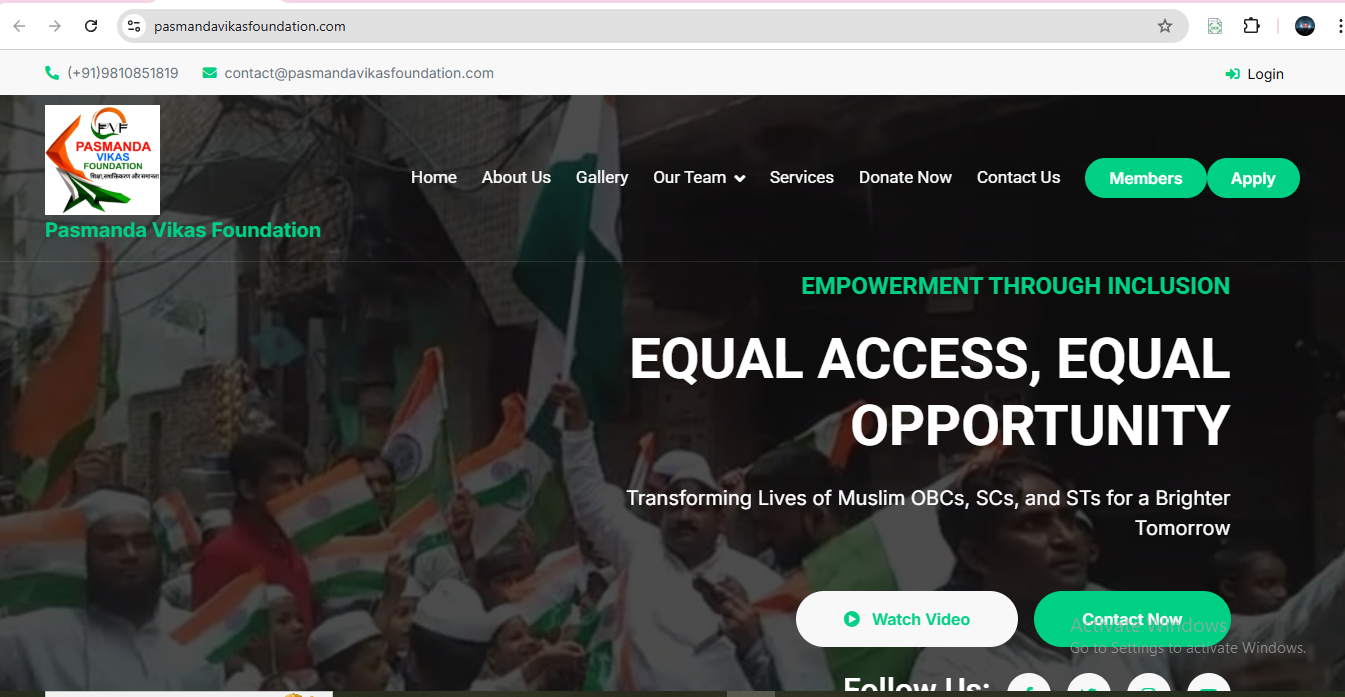 pasmandavikasfoundation.com
(+91)9810851819 contact@pasmandavikasfoundation.com Login
PVF
PASMANDA
VIKAS
FOUNDATION
शिक्षा,सशक्तिकरण और समानता
Pasmanda Vikas Foundation
Home About Us Gallery Our Team Services Donate Now Contact Us Members Apply
EMPOWERMENT THROUGH INCLUSION
EQUAL ACCESS, EQUAL
OPPORTUNITY
Transforming Lives of Muslim OBCs, SCs, and STs for a Brighter
Tomorrow
Watch Video Contact Now
Activate Windows
Go to Settings to activate Windows.
Follow Us: